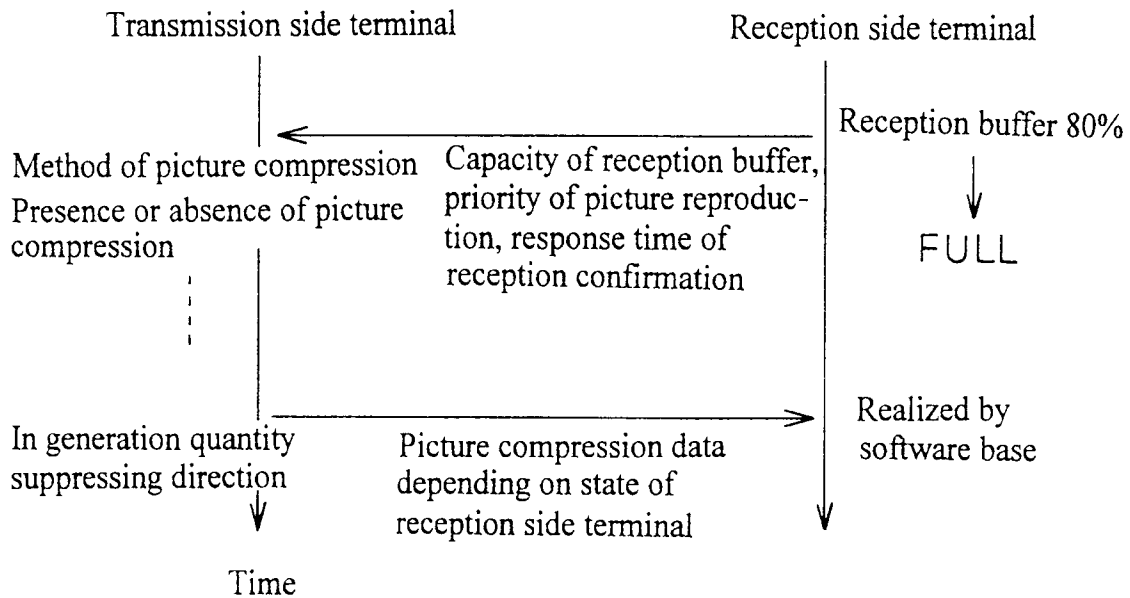 Transmission side terminal
Reception side terminal
Reception buffer 80%
FULL
Method of picture compression
Presence or absence of picture
compression
Capacity of reception buffer,
priority of picture reproduc-
tion, response time of
reception confirmation
In generation quantity
suppressing direction
Picture compression data
depending on state of
reception side terminal
Realized by
software base
Time